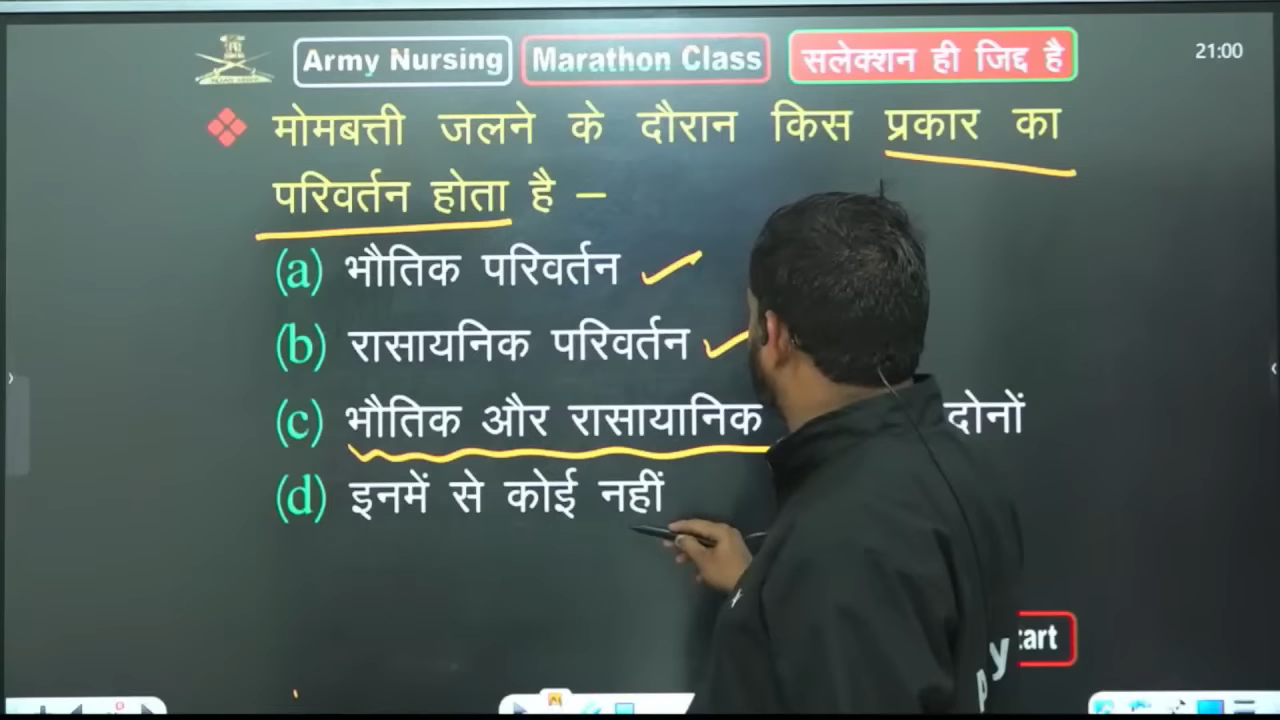 Army Nursing Marathon Class सलेक्शन ही जिद्द है 21:00
मोमबत्ती जलने के दौरान किस प्रकार का
परिवर्तन होता है –
(a) भौतिक परिवर्तन
(b) रासायनिक परिवर्तन
(c) भौतिक और रासायानिक दोनों
(d) इनमें से कोई नहीं